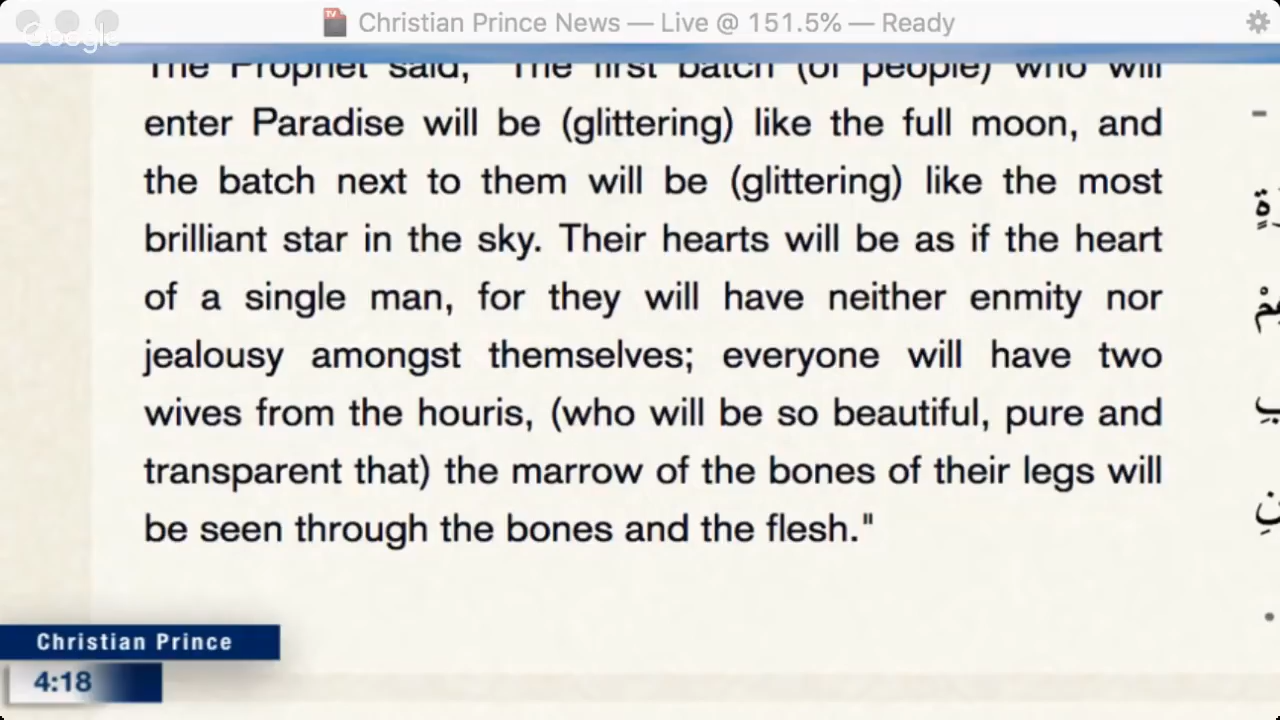 Christian Prince News — Live @ 151.5% — Ready
Google
The Prophet said, "The first batch (of people) who will
enter Paradise will be (glittering) like the full moon, and
the batch next to them will be (glittering) like the most
brilliant star in the sky. Their hearts will be as if the heart
of a single man, for they will have neither enmity nor
jealousy amongst themselves; everyone will have two
wives from the houris, (who will be so beautiful, pure and
transparent that) the marrow of the bones of their legs will
be seen through the bones and the flesh."
Christian Prince
4:18